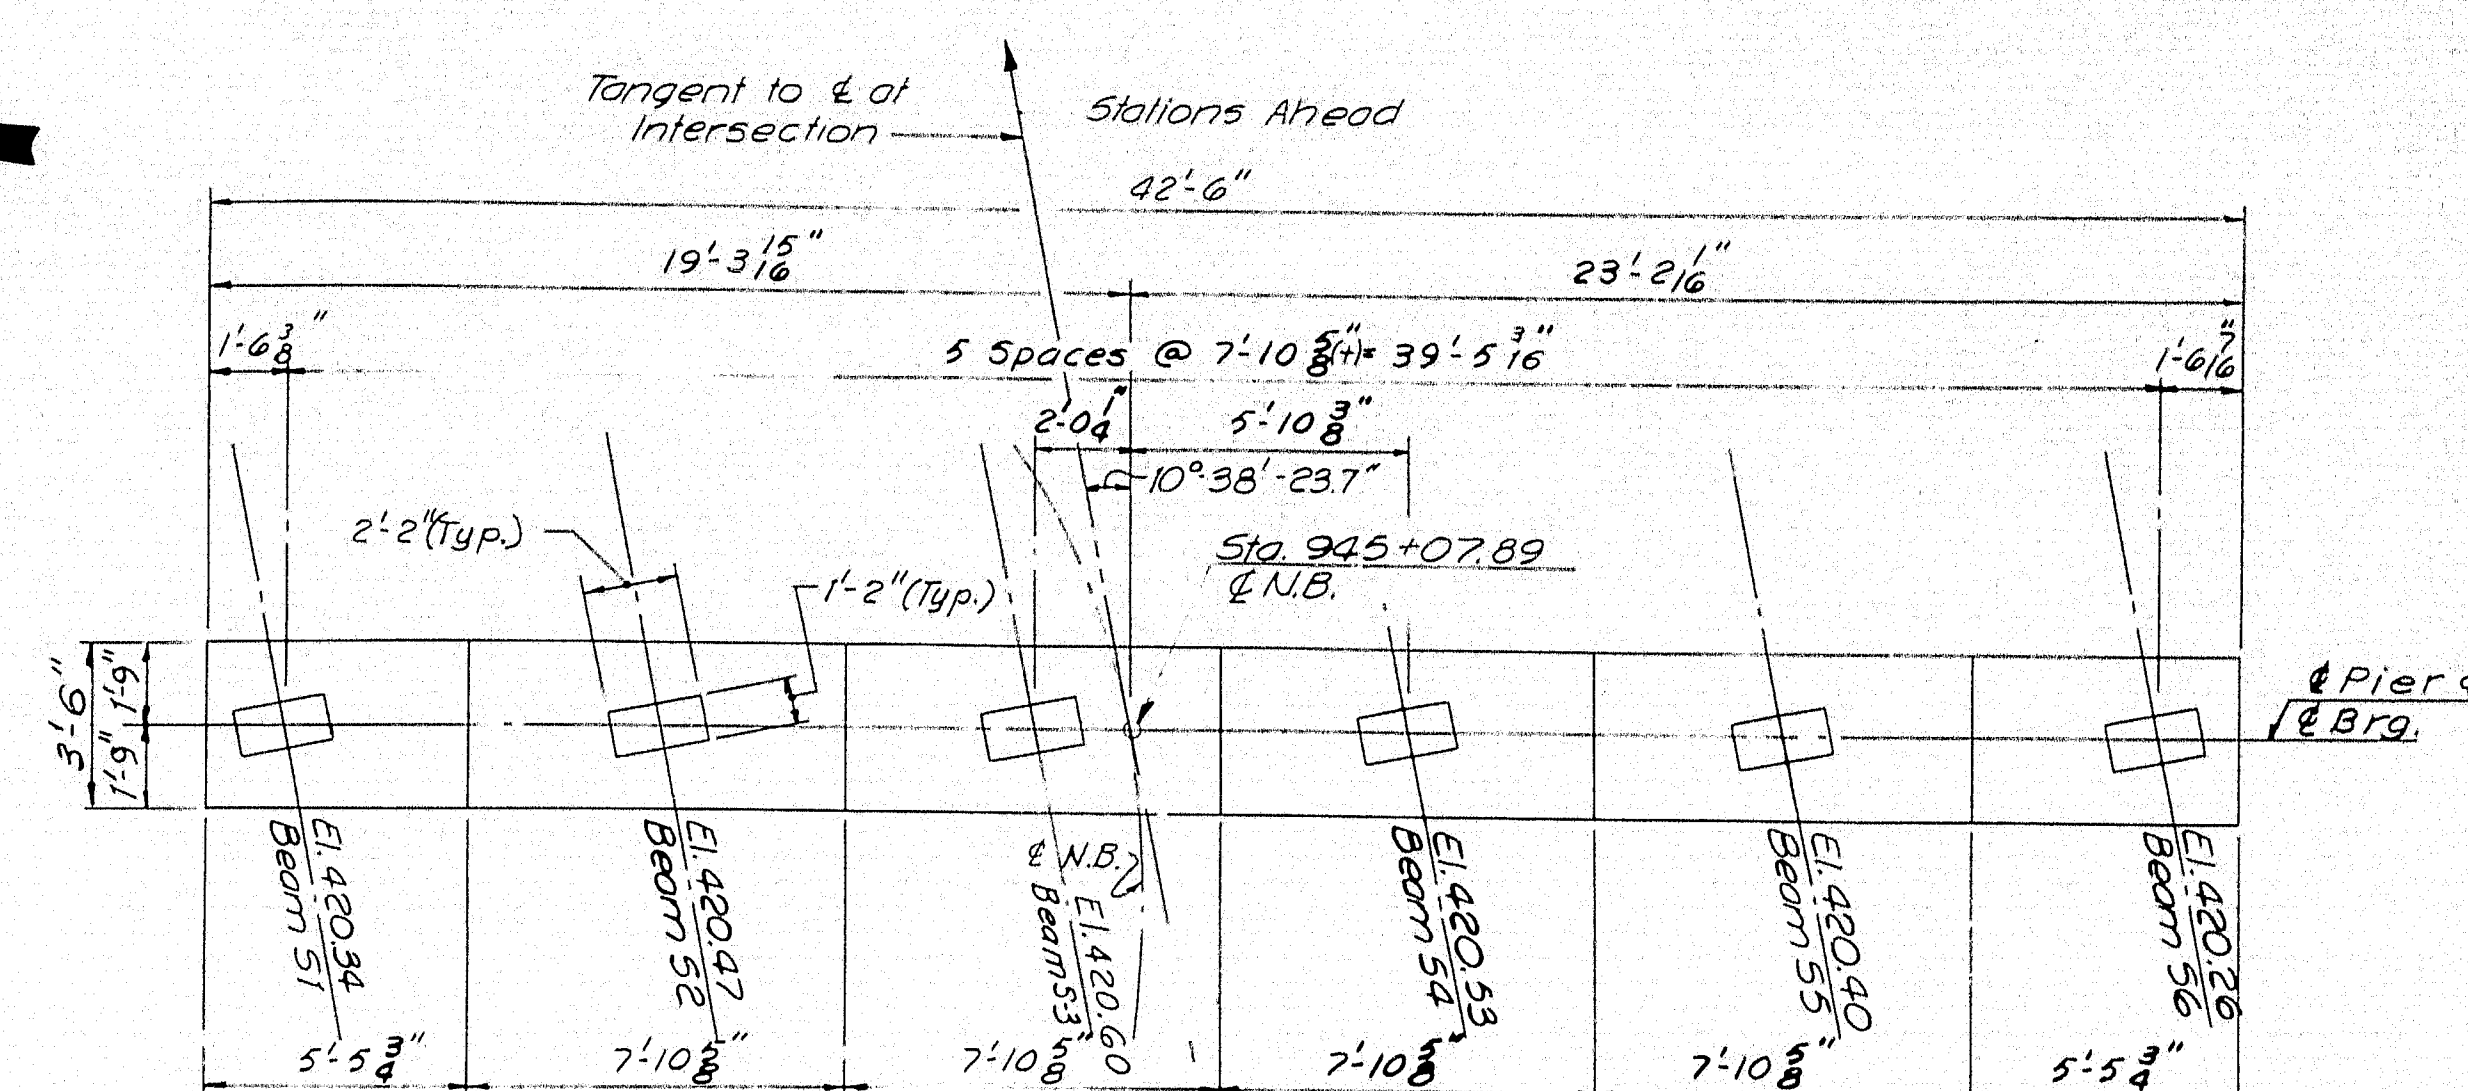 Tangent to ℄ at
Intersection
Stations Ahead
42'-6"
19'-3 15/16"
23'-2 1/16"
1'-6 3/8"
5 Spaces @ 7'-10 5/8"(+)= 39'-5 3/16"
1'-6 7/16"
2'-0 1/4"
5'-10 3/8"
10°-38'-23.7"
2'-2"(Typ.)
1'-2"(Typ.)
Sta. 945+07.89
℄ N.B.
3'-6"
1'-6"
1'-6"
℄ Pier
℄ Brg.
℄ N.B.
El. 420.34
Beam 51
El. 420.47
Beam 52
El. 420.60
Beam 53
El. 420.53
Beam 54
El. 420.40
Beam 55
El. 420.26
Beam 56
5'-5 3/4"
7'-10 5/8"
7'-10 5/8"
7'-10 5/8"
7'-10 5/8"
5'-5 3/4"